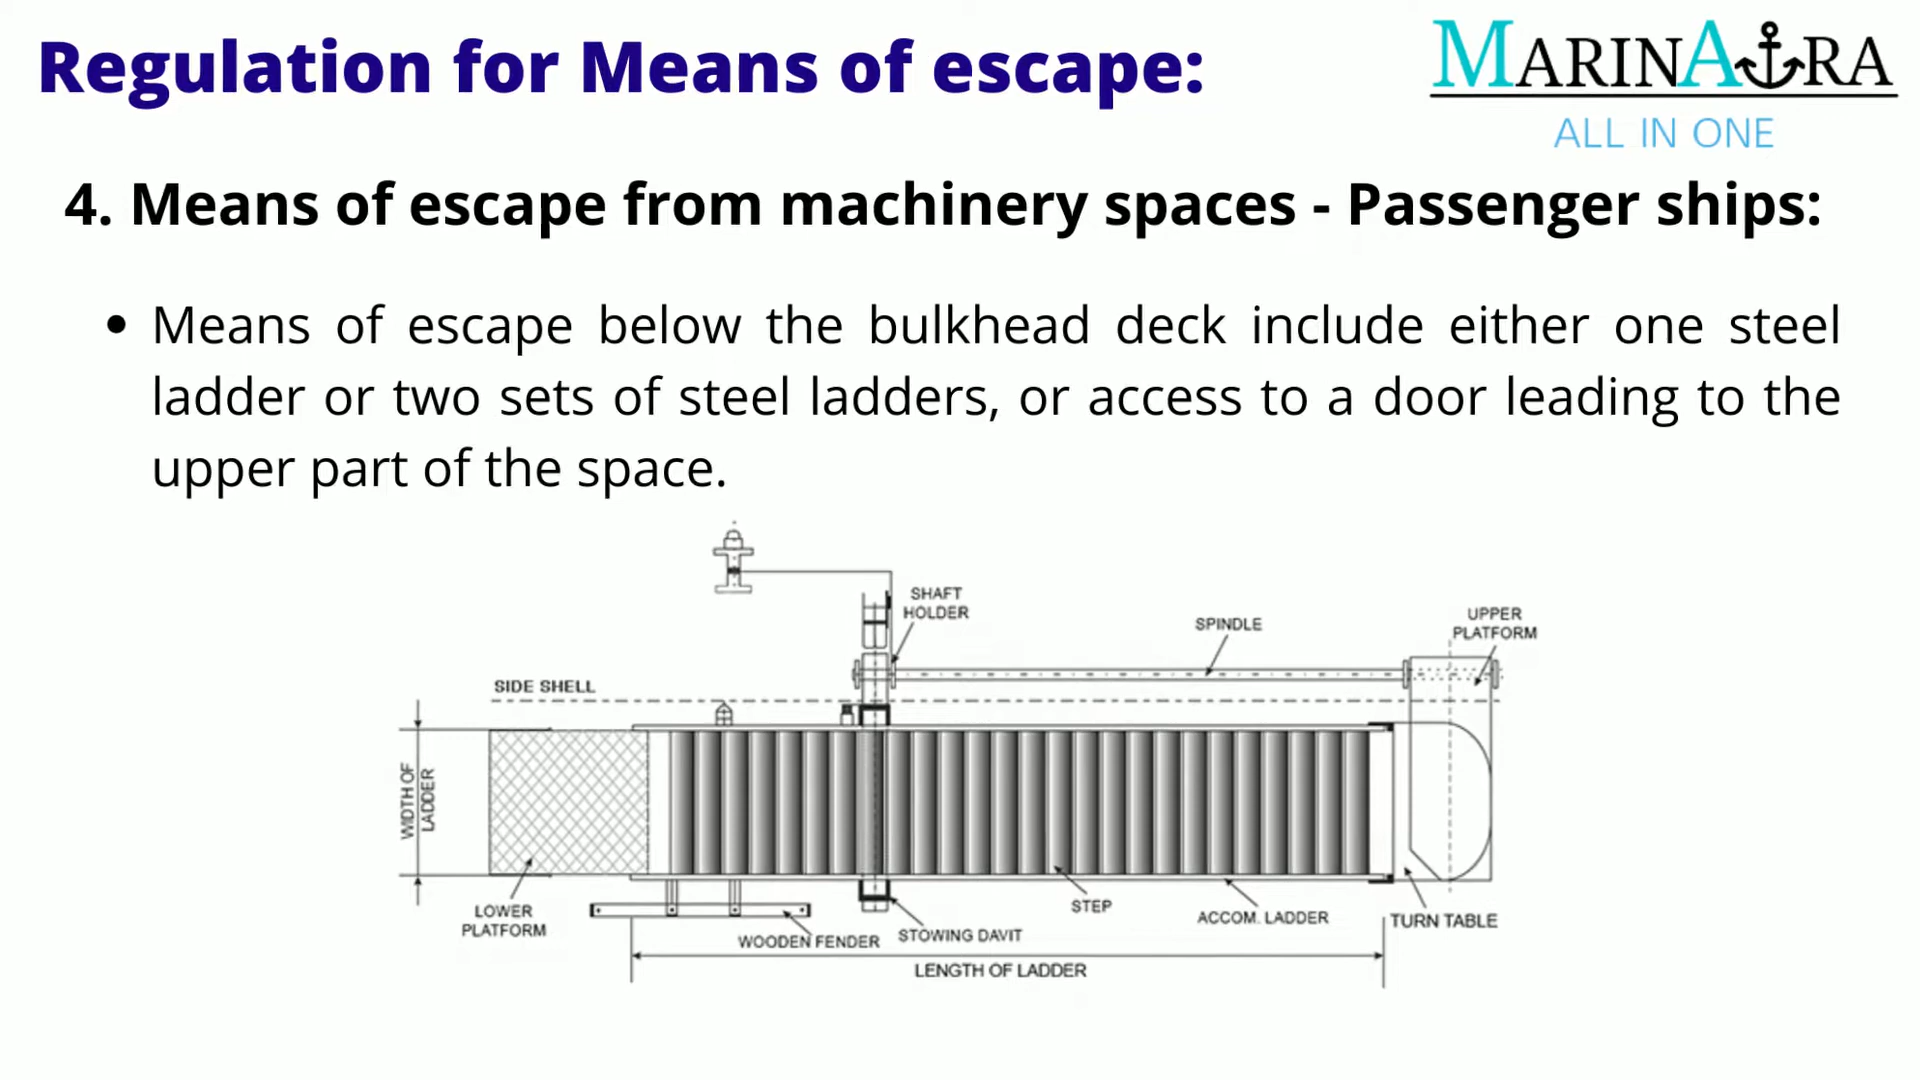 Regulation for Means of escape:
MARINAURA
ALL IN ONE
4. Means of escape from machinery spaces - Passenger ships:
• Means of escape below the bulkhead deck include either one steel
ladder or two sets of steel ladders, or access to a door leading to the
upper part of the space.
SHAFT
HOLDER
SPINDLE
UPPER
PLATFORM
SIDE SHELL
WIDTH OF
LADDER
LOWER
PLATFORM
WOODEN FENDER
STOWING DAVIT
STEP
ACCOM. LADDER
TURN TABLE
LENGTH OF LADDER